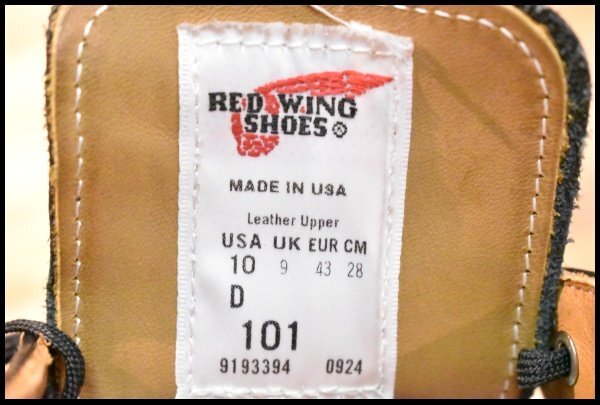 RED WING
SHOES®
MADE IN USA
Leather Upper
USA UK EUR CM
10 9 43 28
D
101
9193394 0924